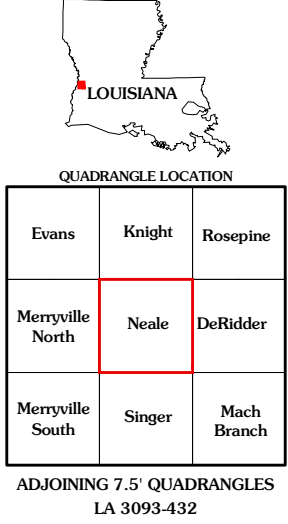 LOUISIANA
QUADRANGLE LOCATION
Evans
Knight
Rosepine
Merryville
North
Neale
DeRidder
Merryville
South
Singer
Mach
Branch
ADJOINING 7.5' QUADRANGLES
LA 3093-432